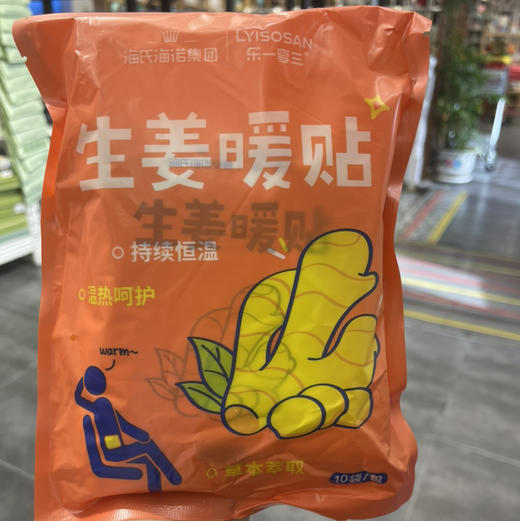 海氏海诺集团
LYISOSAN
乐一享三
生姜暖贴
生姜暖贴
持续恒温
温热呵护
warm~
草本萃取
10袋/包